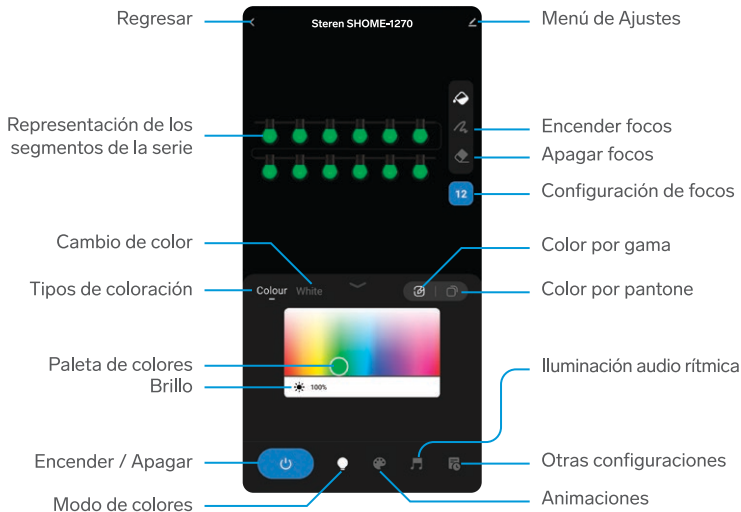 Regresar
Steren SHOME-1270
Menú de Ajustes
Representación de los
segmentos de la serie
Encender focos
Apagar focos
12
Configuración de focos
Cambio de color
Color por gama
Tipos de coloración
Colour White
Color por pantone
Paleta de colores
Iluminación audio rítmica
Brillo
100%
Encender / Apagar
Otras configuraciones
Modo de colores
Animaciones